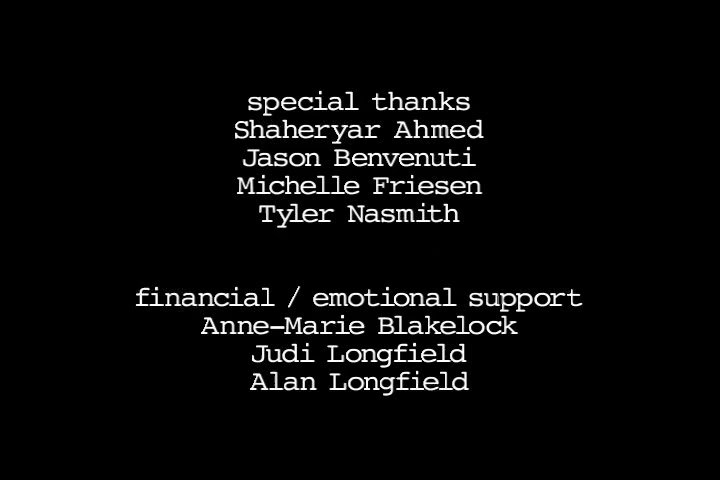 special thanks
Shaheryar Ahmed
Jason Benvenuti
Michelle Friesen
Tyler Nasmith
financial / emotional support
Anne-Marie Blakelock
Judi Longfield
Alan Longfield